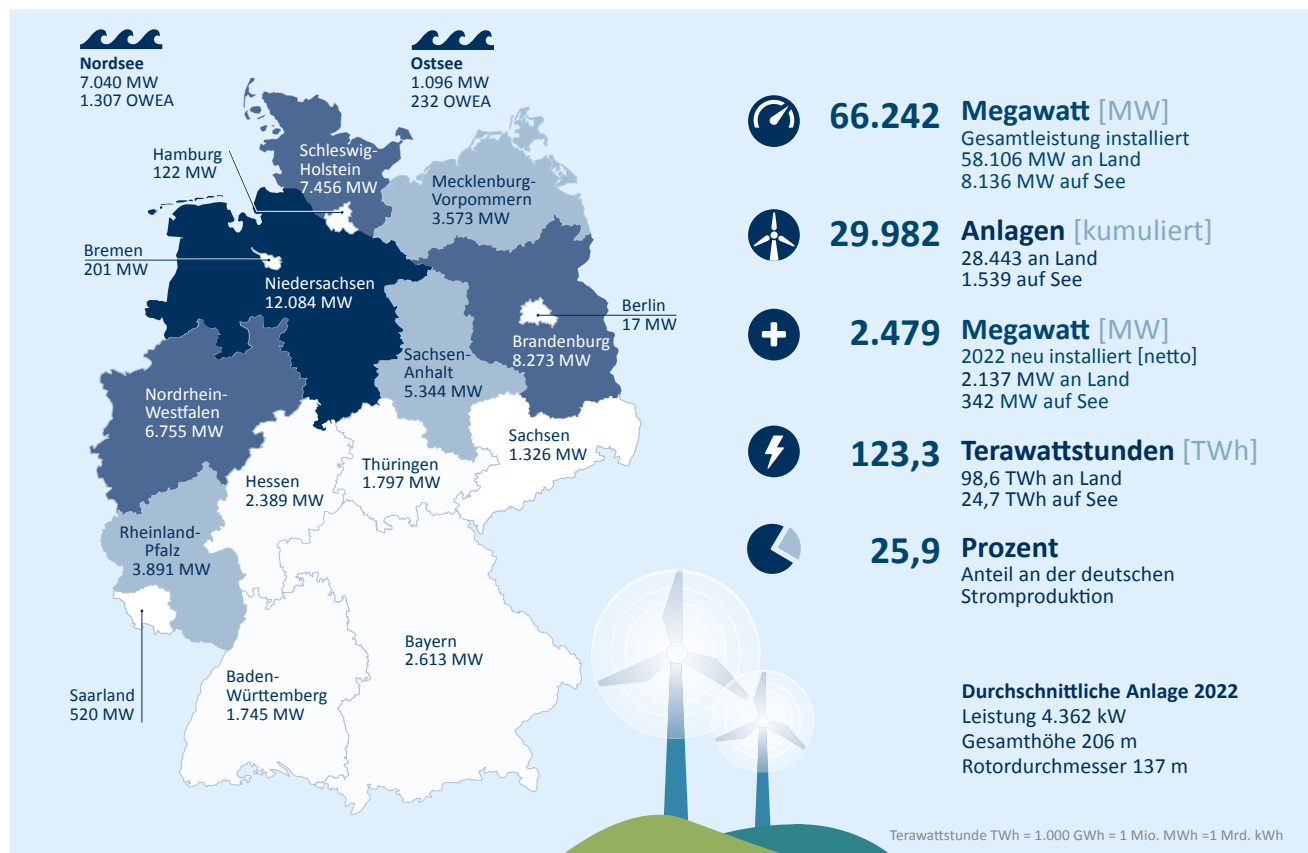 Nordsee
7.040 MW
1.307 OWEA
Ostsee
1.096 MW
232 OWEA
Hamburg
122 MW
Schleswig-
Holstein
7.456 MW
Mecklenburg-
Vorpommern
3.573 MW
Bremen
201 MW
Niedersachsen
12.084 MW
Berlin
17 MW
Brandenburg
8.273 MW
Sachsen-
Anhalt
5.344 MW
Nordrhein-
Westfalen
6.755 MW
Sachsen
1.326 MW
Thüringen
1.797 MW
Hessen
2.389 MW
Rheinland-
Pfalz
3.891 MW
Bayern
2.613 MW
Baden-
Württemberg
1.745 MW
Saarland
520 MW
66.242 Megawatt [MW]
Gesamtleistung installiert
58.106 MW an Land
8.136 MW auf See
29.982 Anlagen [kumuliert]
28.443 an Land
1.539 auf See
2.479 Megawatt [MW]
2022 neu installiert [netto]
2.137 MW an Land
342 MW auf See
123,3 Terawattstunden [TWh]
98,6 TWh an Land
24,7 TWh auf See
25,9 Prozent
Anteil an der deutschen
Stromproduktion
Durchschnittliche Anlage 2022
Leistung 4.362 kW
Gesamthöhe 206 m
Rotordurchmesser 137 m
Terawattstunde TWh = 1.000 GWh = 1 Mio. MWh =1 Mrd. kWh